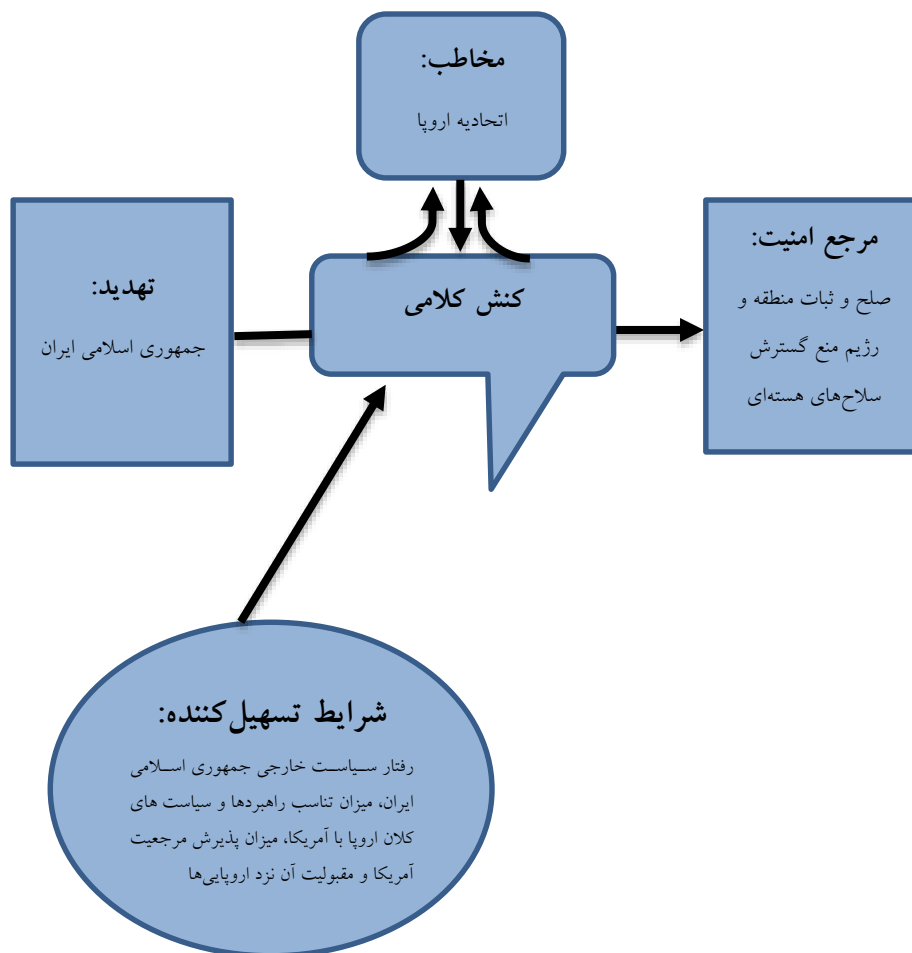 مخاطب:
اتحادیه اروپا
مرجع امنیت:
صلح و ثبات منطقه و
رژیم منع گسترش
سلاح‌های هسته‌ای
کنش کلامی
تهدید:
جمهوری اسلامی ایران
شرایط تسهیل‌کننده:
رفتار سیاست خارجی جمهوری اسلامی
ایران، میزان تناسب راهبردها و سیاست های
کلان اروپا با آمریکا، میزان پذیرش مرجعیت
آمریکا و مقبولیت آن نزد اروپایی‌ها